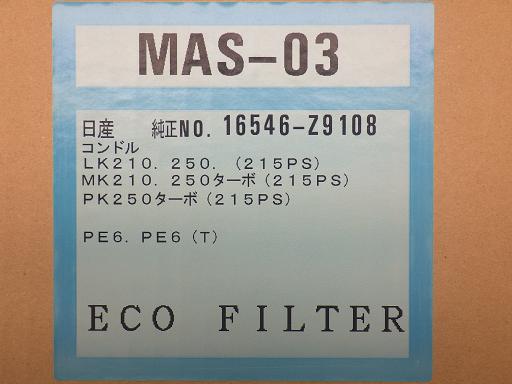 MAS-03
日産 純正NO. 16546-Z9108
コンドル
LK210. 250. (215PS)
MK210. 250ターボ(215PS)
PK250ターボ(215PS)
PE6. PE6(T)
ECO FILTER